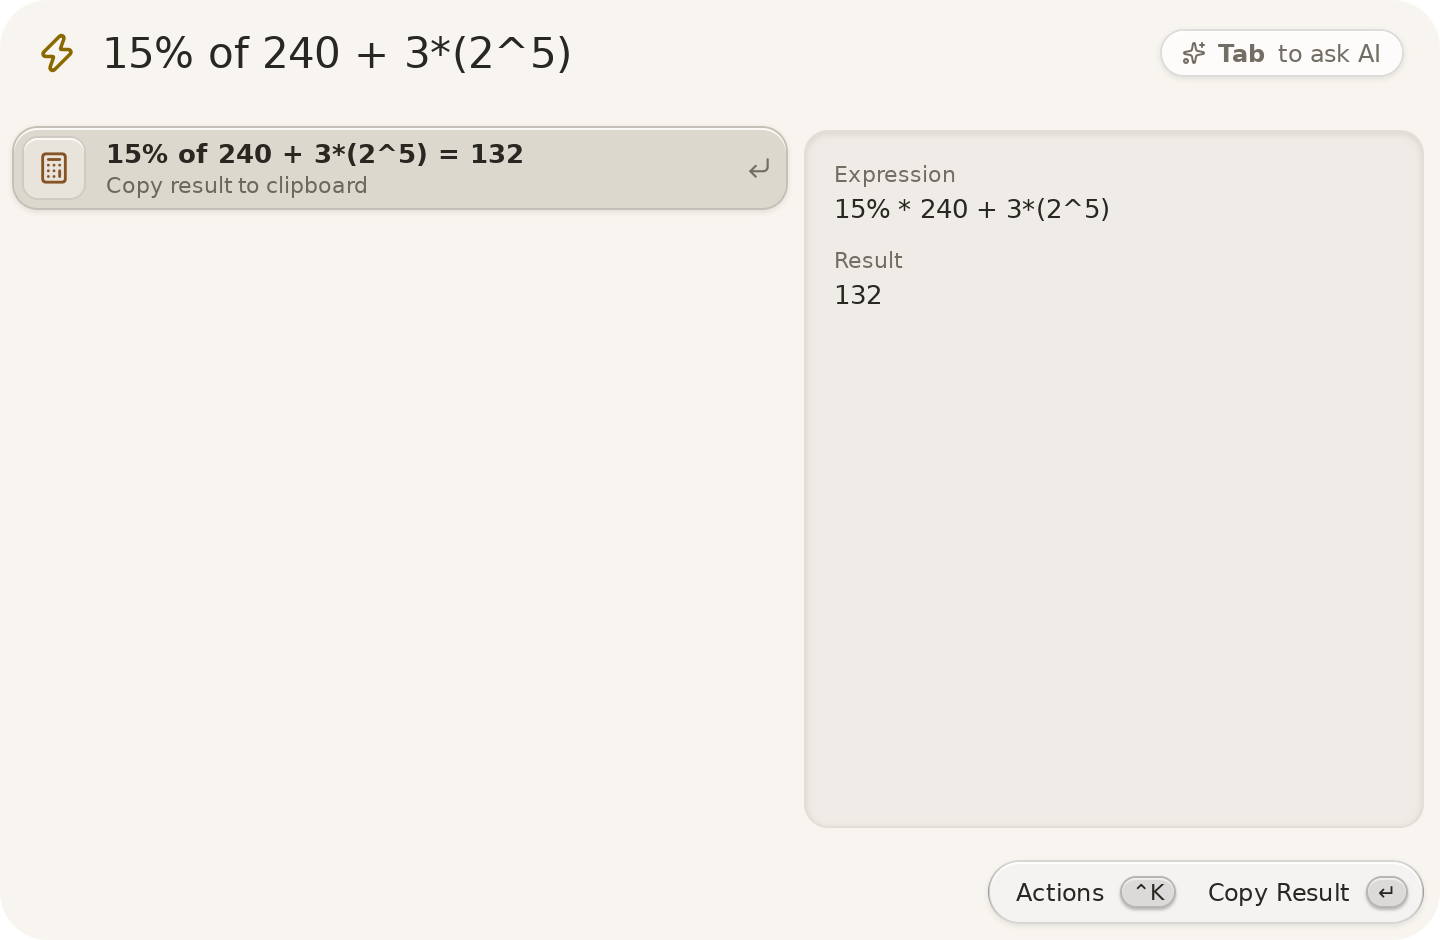 15% of 240 + 3*(2^5)
Tab to ask AI
15% of 240 + 3*(2^5) = 132
Copy result to clipboard
Expression
15% * 240 + 3*(2^5)
Result
132
Actions ^K Copy Result ↵